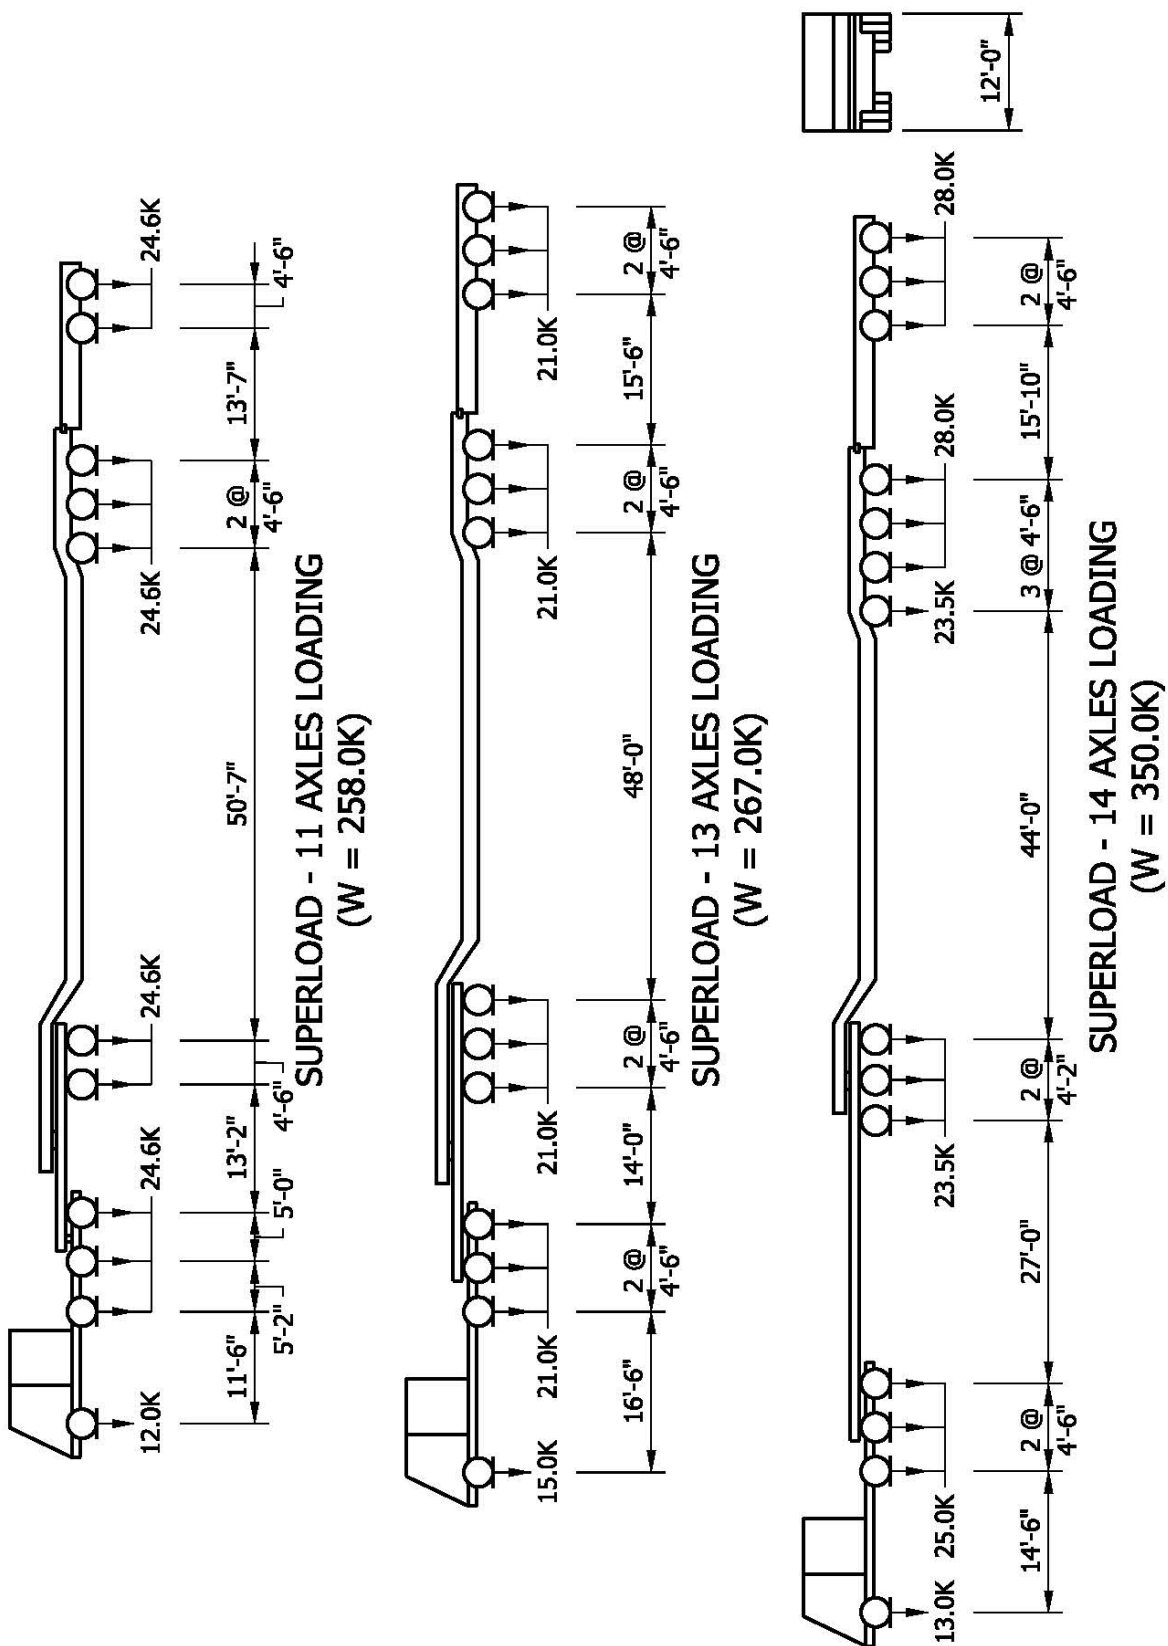 12.0K
24.6K
24.6K
24.6K
24.6K
11'-6"
5'-2"
5'-0"
13'-2"
4'-6"
50'-7"
2 @
4'-6"
13'-7"
4'-6"
SUPERLOAD - 11 AXLES LOADING
(W = 258.0K)
15.0K
21.0K
21.0K
21.0K
21.0K
16'-6"
2 @
4'-6"
14'-0"
2 @
4'-6"
48'-0"
2 @
4'-6"
15'-6"
2 @
4'-6"
SUPERLOAD - 13 AXLES LOADING
(W = 267.0K)
13.0K
25.0K
23.5K
23.5K
28.0K
28.0K
14'-6"
2 @
4'-6"
27'-0"
2 @
4'-2"
44'-0"
3 @ 4'-6"
15'-10"
2 @
4'-6"
12'-0"
SUPERLOAD - 14 AXLES LOADING
(W = 350.0K)